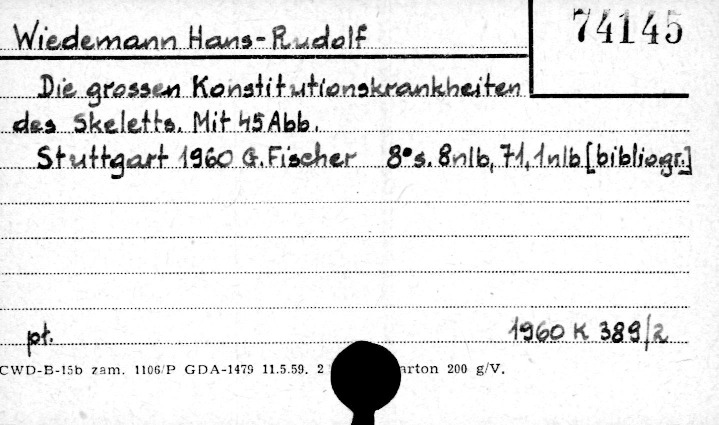 Wiedemann Hans-Rudolf
74145
Die grossen Konstitutionskrankheiten
des Skeletts. Mit 45 Abb.
Stuttgart 1960 G. Fischer 8° s. 8nlb, 71, 1nlb [bibliogr.]
pł.
1960 K 389/2
CWD-B-15b zam. 1106/P GDA-1479 11.5.59. 2 arton 200 g/V.